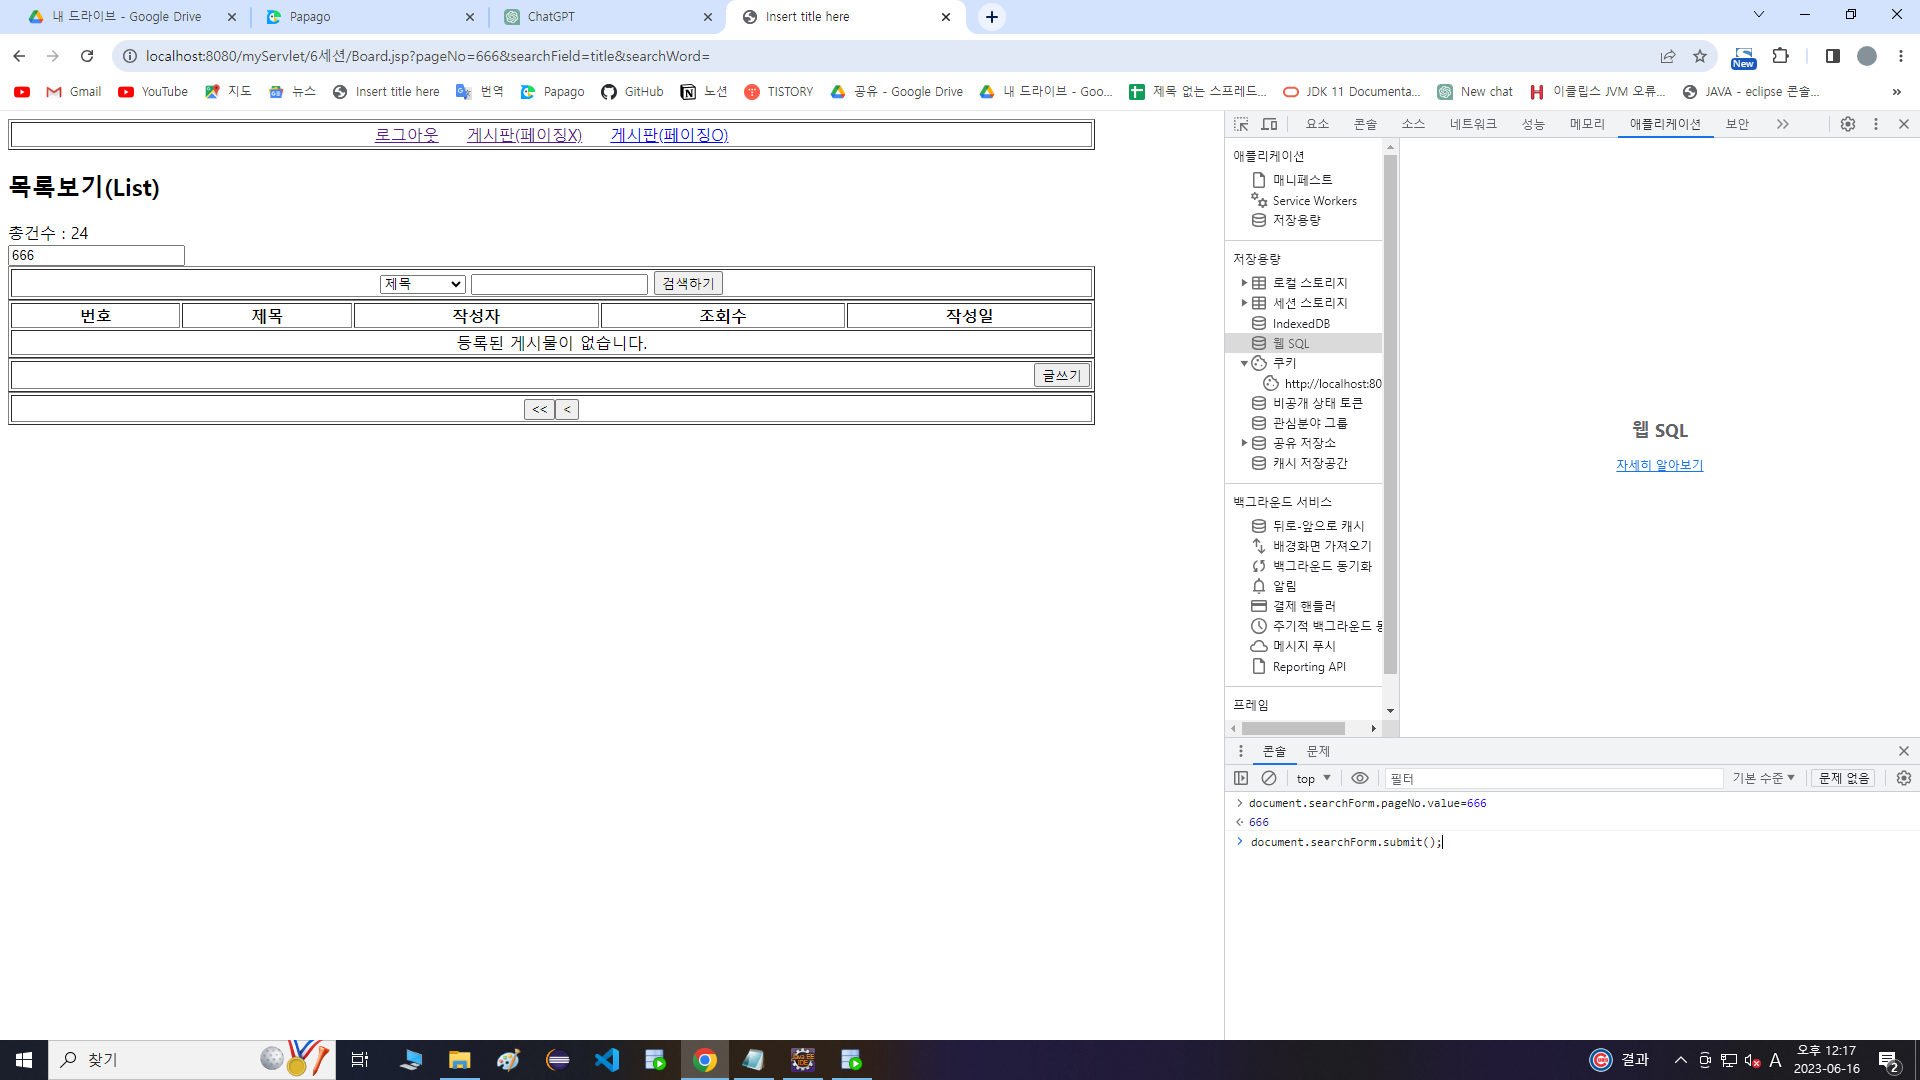 내 드라이브 - Google Drive
Papago
ChatGPT
Insert title here
localhost:8080/myServlet/6세션/Board.jsp?pageNo=666&searchField=title&searchWord=
New
Gmail
YouTube
지도
뉴스
Insert title here
번역
Papago
GitHub
노션
TISTORY
공유 - Google Drive
내 드라이브 - Goo...
제목 없는 스프레드...
JDK 11 Documenta...
New chat
이클립스 JVM 오류...
JAVA - eclipse 콘솔...
로그아웃 게시판(페이징X) 게시판(페이징O)
목록보기(List)
총건수 : 24
666
제목 검색하기
번호 제목 작성자 조회수 작성일
등록된 게시물이 없습니다.
글쓰기
<< <
요소 콘솔 소스 네트워크 성능 메모리 애플리케이션 보안
애플리케이션
매니페스트
Service Workers
저장용량
저장용량
로컬 스토리지
세션 스토리지
IndexedDB
웹 SQL
쿠키
http://localhost:80
비공개 상태 토큰
관심분야 그룹
공유 저장소
캐시 저장공간
백그라운드 서비스
뒤로-앞으로 캐시
배경화면 가져오기
백그라운드 동기화
알림
결제 핸들러
주기적 백그라운드 동
메시지 푸시
Reporting API
프레임
웹 SQL
자세히 알아보기
콘솔 문제
top 필터 기본 수준 문제 없음
document.searchForm.pageNo.value=666
666
document.searchForm.submit();
찾기
결과
A
오후 12:17
2023-06-16
2